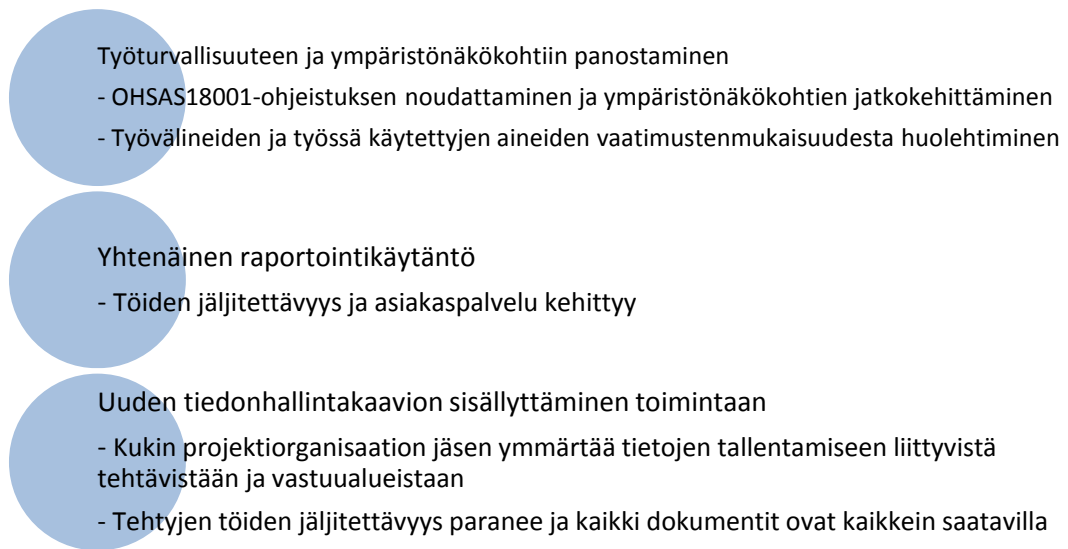 Työturvallisuuteen ja ympäristönäkökohtiin panostaminen
- OHSAS18001-ohjeistuksen noudattaminen ja ympäristönäkökohtien jatkokehittäminen
- Työvälineiden ja työssä käytettyjen aineiden vaatimustenmukaisuudesta huolehtiminen
Yhtenäinen raportointikäytäntö
- Töiden jäljitettävyys ja asiakaspalvelu kehittyy
Uuden tiedonhallintakaavion sisällyttäminen toimintaan
- Kukin projektiorganisaation jäsen ymmärtää tietojen tallentamiseen liittyvistä
tehtävistään ja vastuualueistaan
- Tehtyjen töiden jäljitettävyys paranee ja kaikki dokumentit ovat kaikkein saatavilla